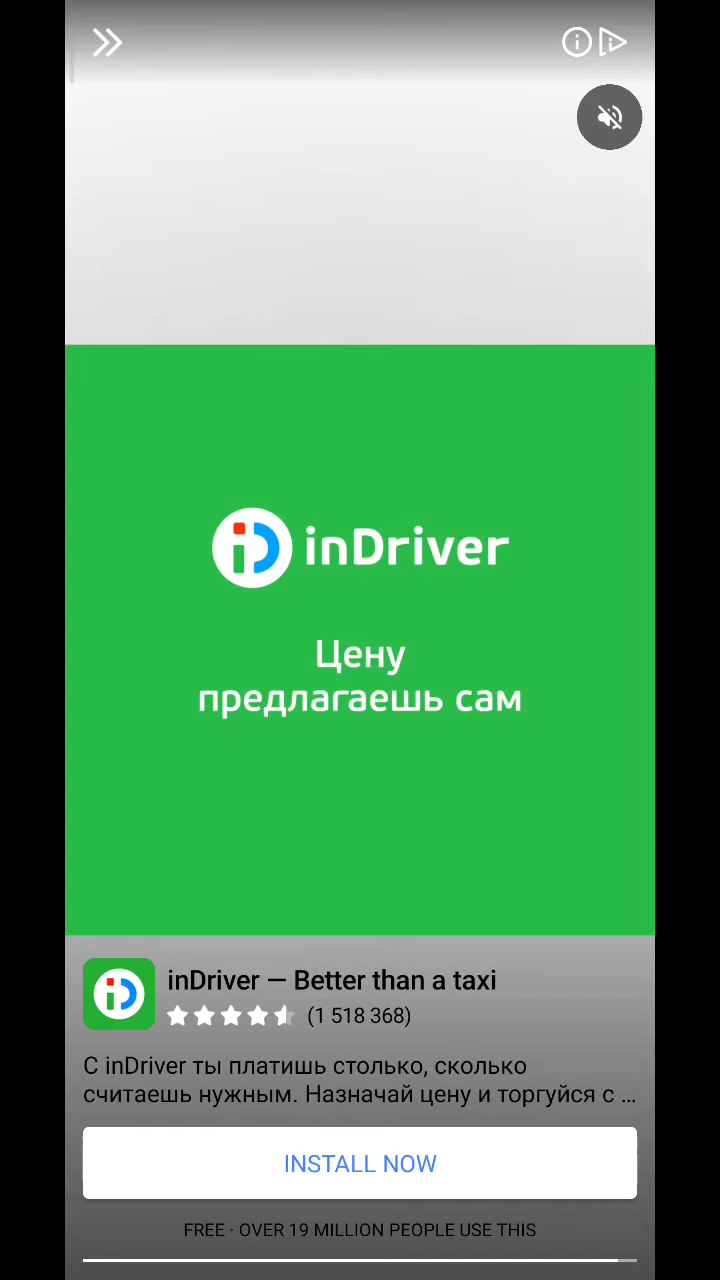 inDriver
Цену
предлагаешь сам
inDriver — Better than a taxi
(1 518 368)
С inDriver ты платишь столько, сколько
считаешь нужным. Назначай цену и торгуйся с ...
INSTALL NOW
FREE · OVER 19 MILLION PEOPLE USE THIS